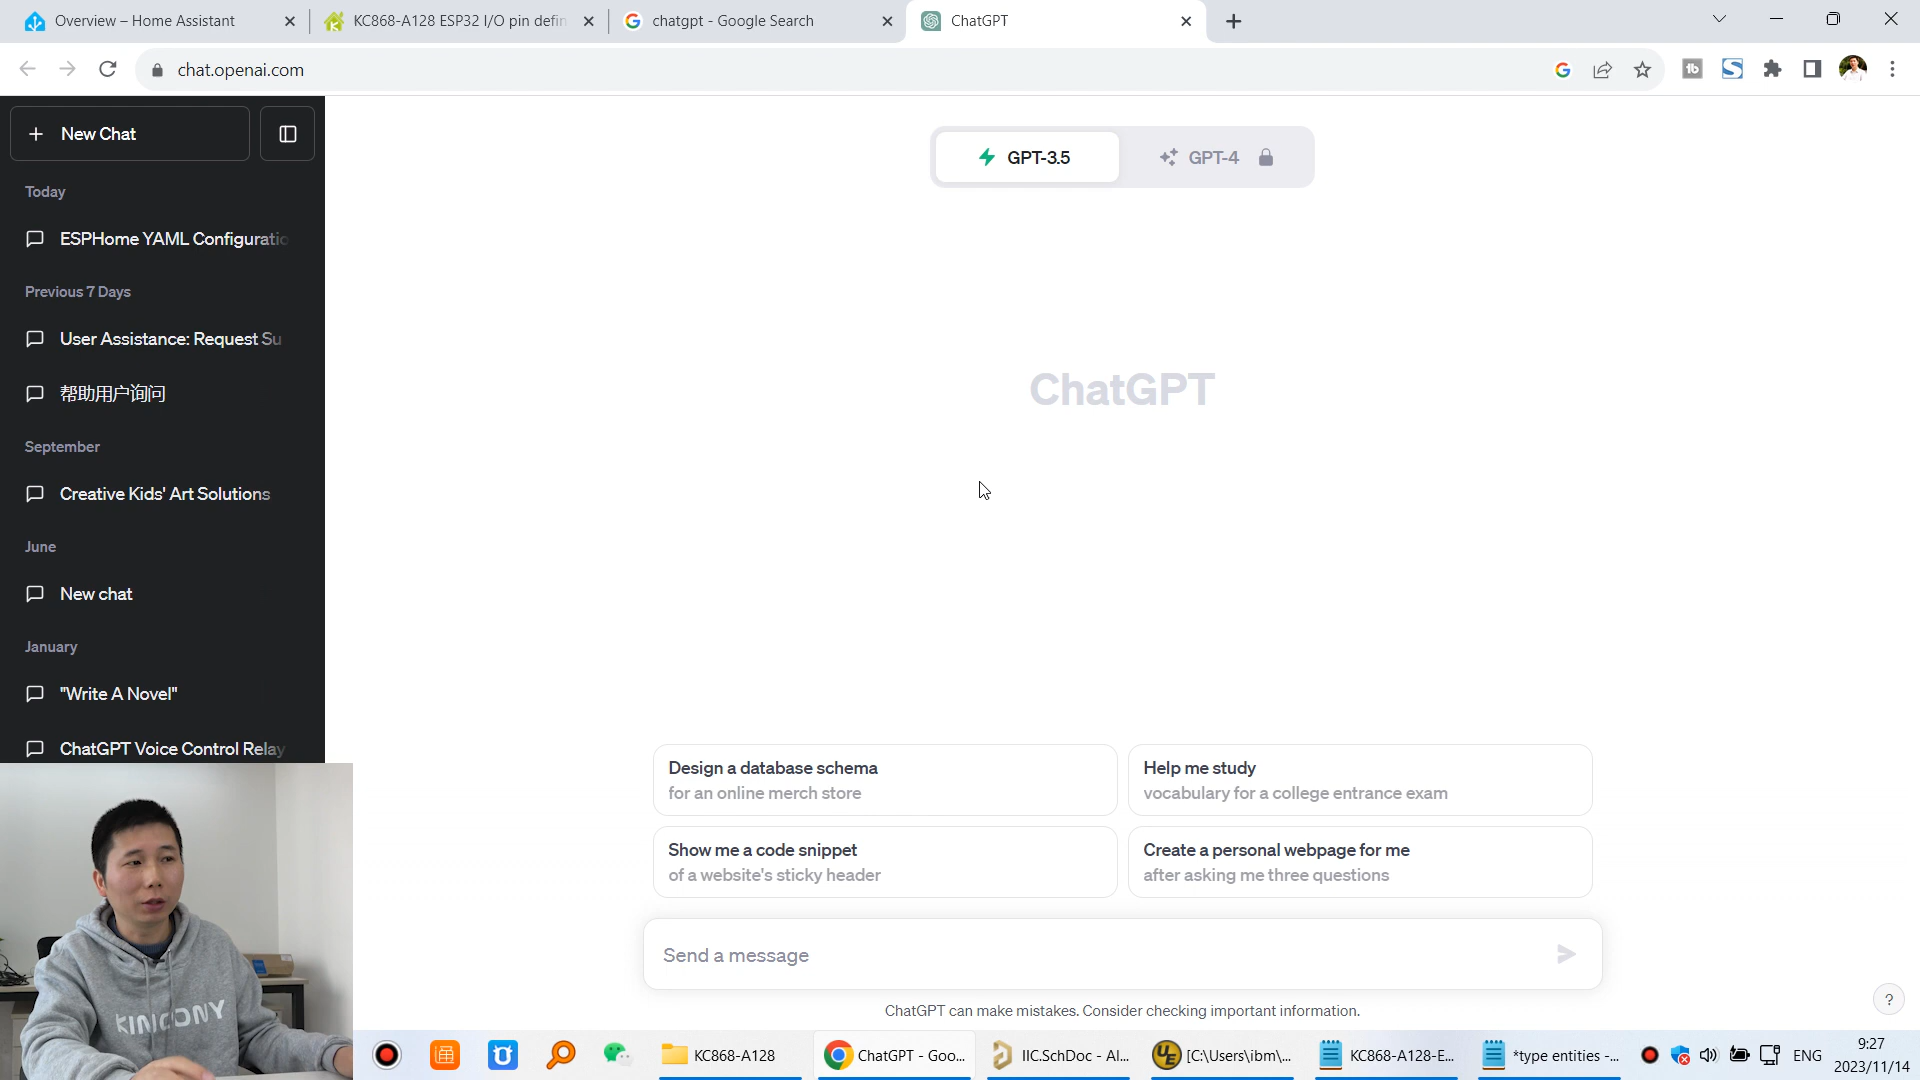 Overview – Home Assistant
KC868-A128 ESP32 I/O pin defin
chatgpt - Google Search
ChatGPT
chat.openai.com
New Chat
Today
ESPHome YAML Configuratio
Previous 7 Days
User Assistance: Request Su
帮助用户询问
September
Creative Kids' Art Solutions
June
New chat
January
"Write A Novel"
ChatGPT Voice Control Relay
GPT-3.5
GPT-4
ChatGPT
Design a database schema
for an online merch store
Help me study
vocabulary for a college entrance exam
Show me a code snippet
of a website's sticky header
Create a personal webpage for me
after asking me three questions
Send a message
ChatGPT can make mistakes. Consider checking important information.
?
KINCONY
KC868-A128
ChatGPT - Goo...
IIC.SchDoc - Al...
[C:\Users\ibm\...
KC868-A128-E...
*type entities -...
ENG
9:27
2023/11/14